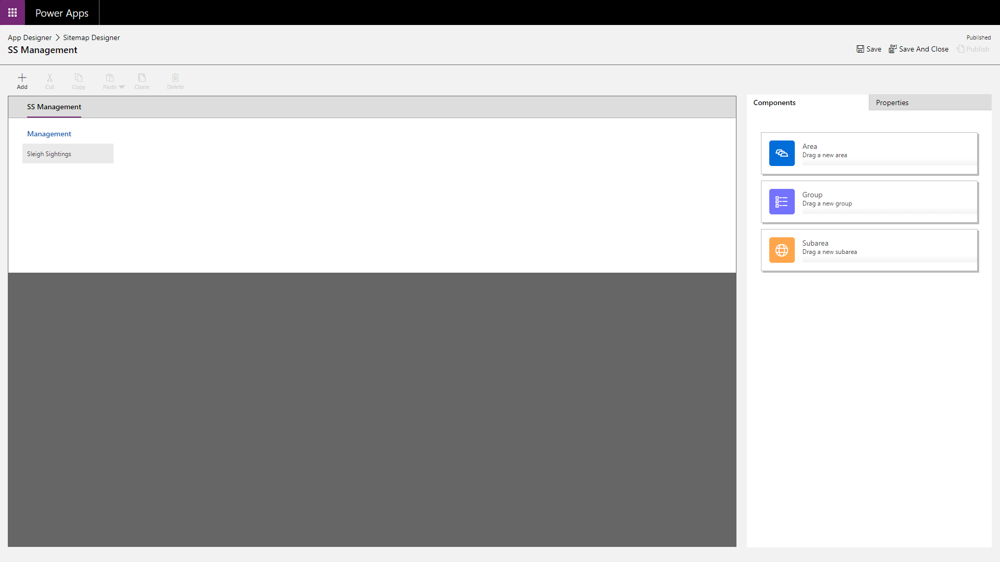 Power Apps
App Designer > Sitemap Designer
SS Management
Published
Save
Save And Close
Publish
Add
Cut
Copy
Paste
Clone
Delete
SS Management
Management
Sleigh Sightings
Components
Properties
Area
Drag a new area
Group
Drag a new group
Subarea
Drag a new subarea